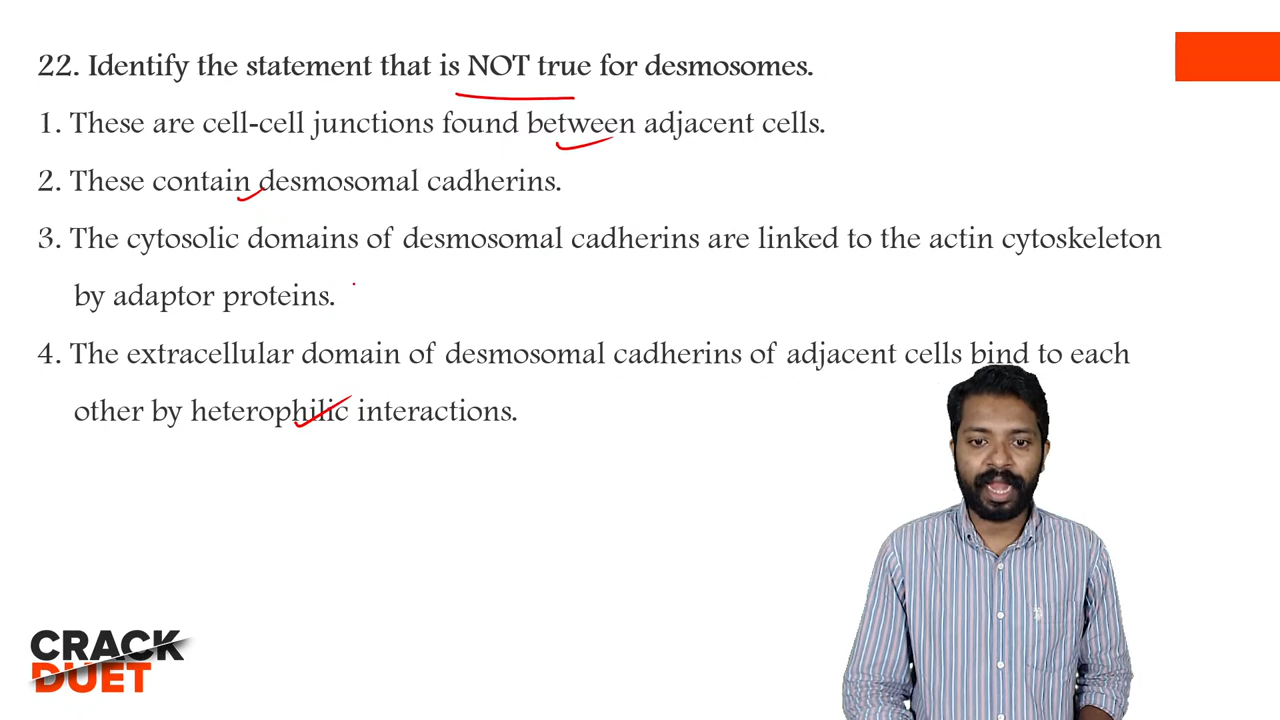 22. Identify the statement that is NOT true for desmosomes.
1. These are cell-cell junctions found between adjacent cells.
2. These contain desmosomal cadherins.
3. The cytosolic domains of desmosomal cadherins are linked to the actin cytoskeleton
by adaptor proteins.
4. The extracellular domain of desmosomal cadherins of adjacent cells bind to each
other by heterophilic interactions.
CRACK
DUET